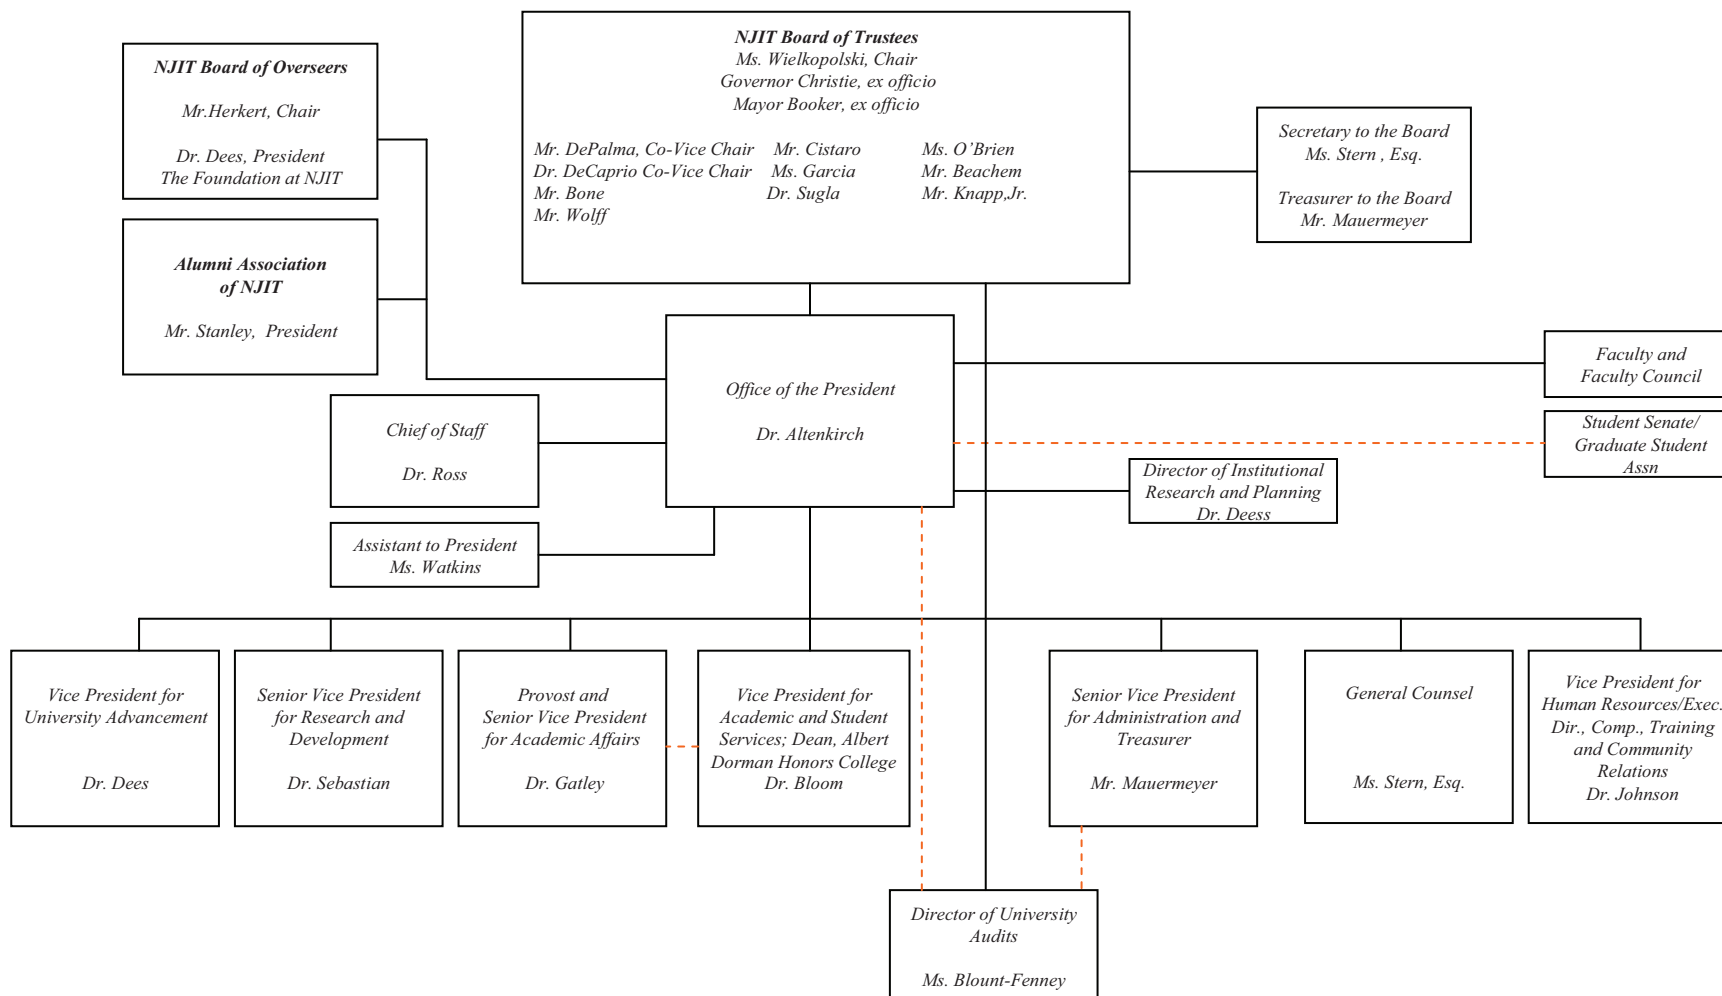 NJIT Board of Trustees
Ms. Wielkopolski, Chair
Governor Christie, ex officio
Mayor Booker, ex officio
Mr. DePalma, Co-Vice Chair Mr. Cistaro Ms. O’Brien
Dr. DeCaprio Co-Vice Chair Ms. Garcia Mr. Beachem
Mr. Bone Dr. Sugla Mr. Knapp,Jr.
Mr. Wolff
NJIT Board of Overseers
Mr.Herkert, Chair
Dr. Dees, President
The Foundation at NJIT
Secretary to the Board
Ms. Stern , Esq.
Treasurer to the Board
Mr. Mauermeyer
Alumni Association
of NJIT
Mr. Stanley, President
Office of the President
Dr. Altenkirch
Faculty and
Faculty Council
Chief of Staff
Dr. Ross
Student Senate/
Graduate Student
Assn
Director of Institutional
Research and Planning
Dr. Deess
Assistant to President
Ms. Watkins
Vice President for
University Advancement
Dr. Dees
Senior Vice President
for Research and
Development
Dr. Sebastian
Provost and
Senior Vice President
for Academic Affairs
Dr. Gatley
Vice President for
Academic and Student
Services; Dean, Albert
Dorman Honors College
Dr. Bloom
Senior Vice President
for Administration and
Treasurer
Mr. Mauermeyer
General Counsel
Ms. Stern, Esq.
Vice President for
Human Resources/Exec.
Dir., Comp., Training
and Community
Relations
Dr. Johnson
Director of University
Audits
Ms. Blount-Fenney